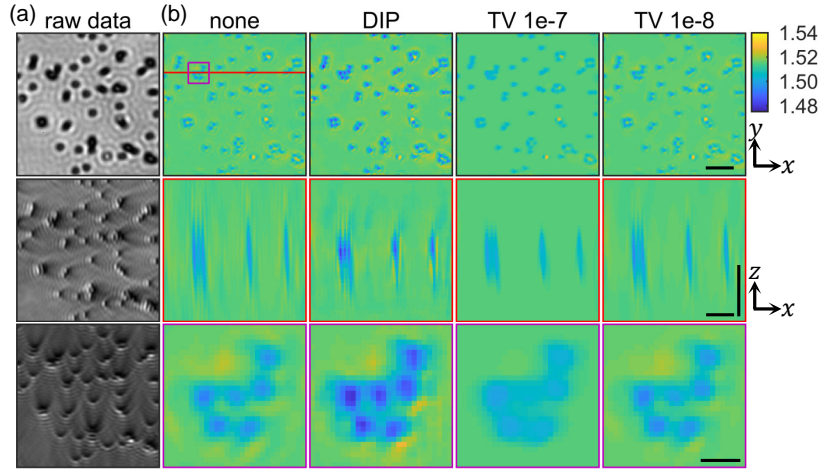 (a) raw data (b) none DIP TV 1e-7 TV 1e-8
1.54
1.52
1.50
1.48
y
x
z
x